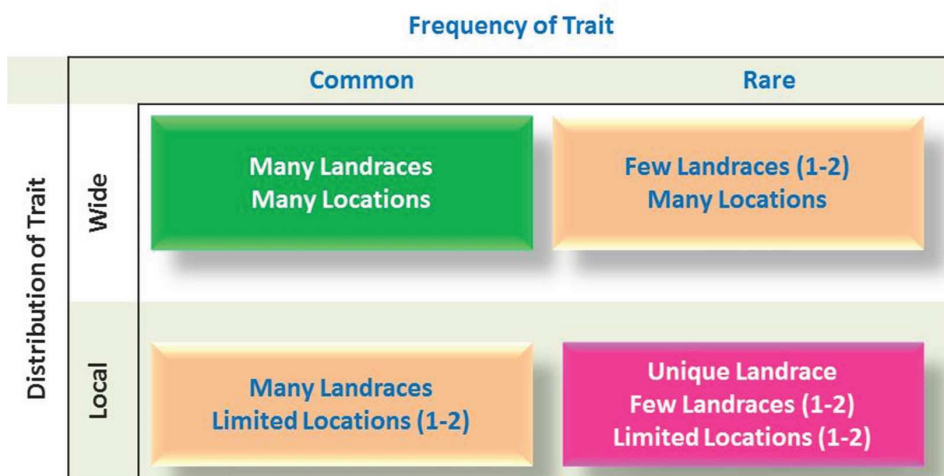 Frequency of Trait
Common
Rare
Distribution of Trait
Wide
Many Landraces
Many Locations
Few Landraces (1-2)
Many Locations
Local
Many Landraces
Limited Locations (1-2)
Unique Landrace
Few Landraces (1-2)
Limited Locations (1-2)